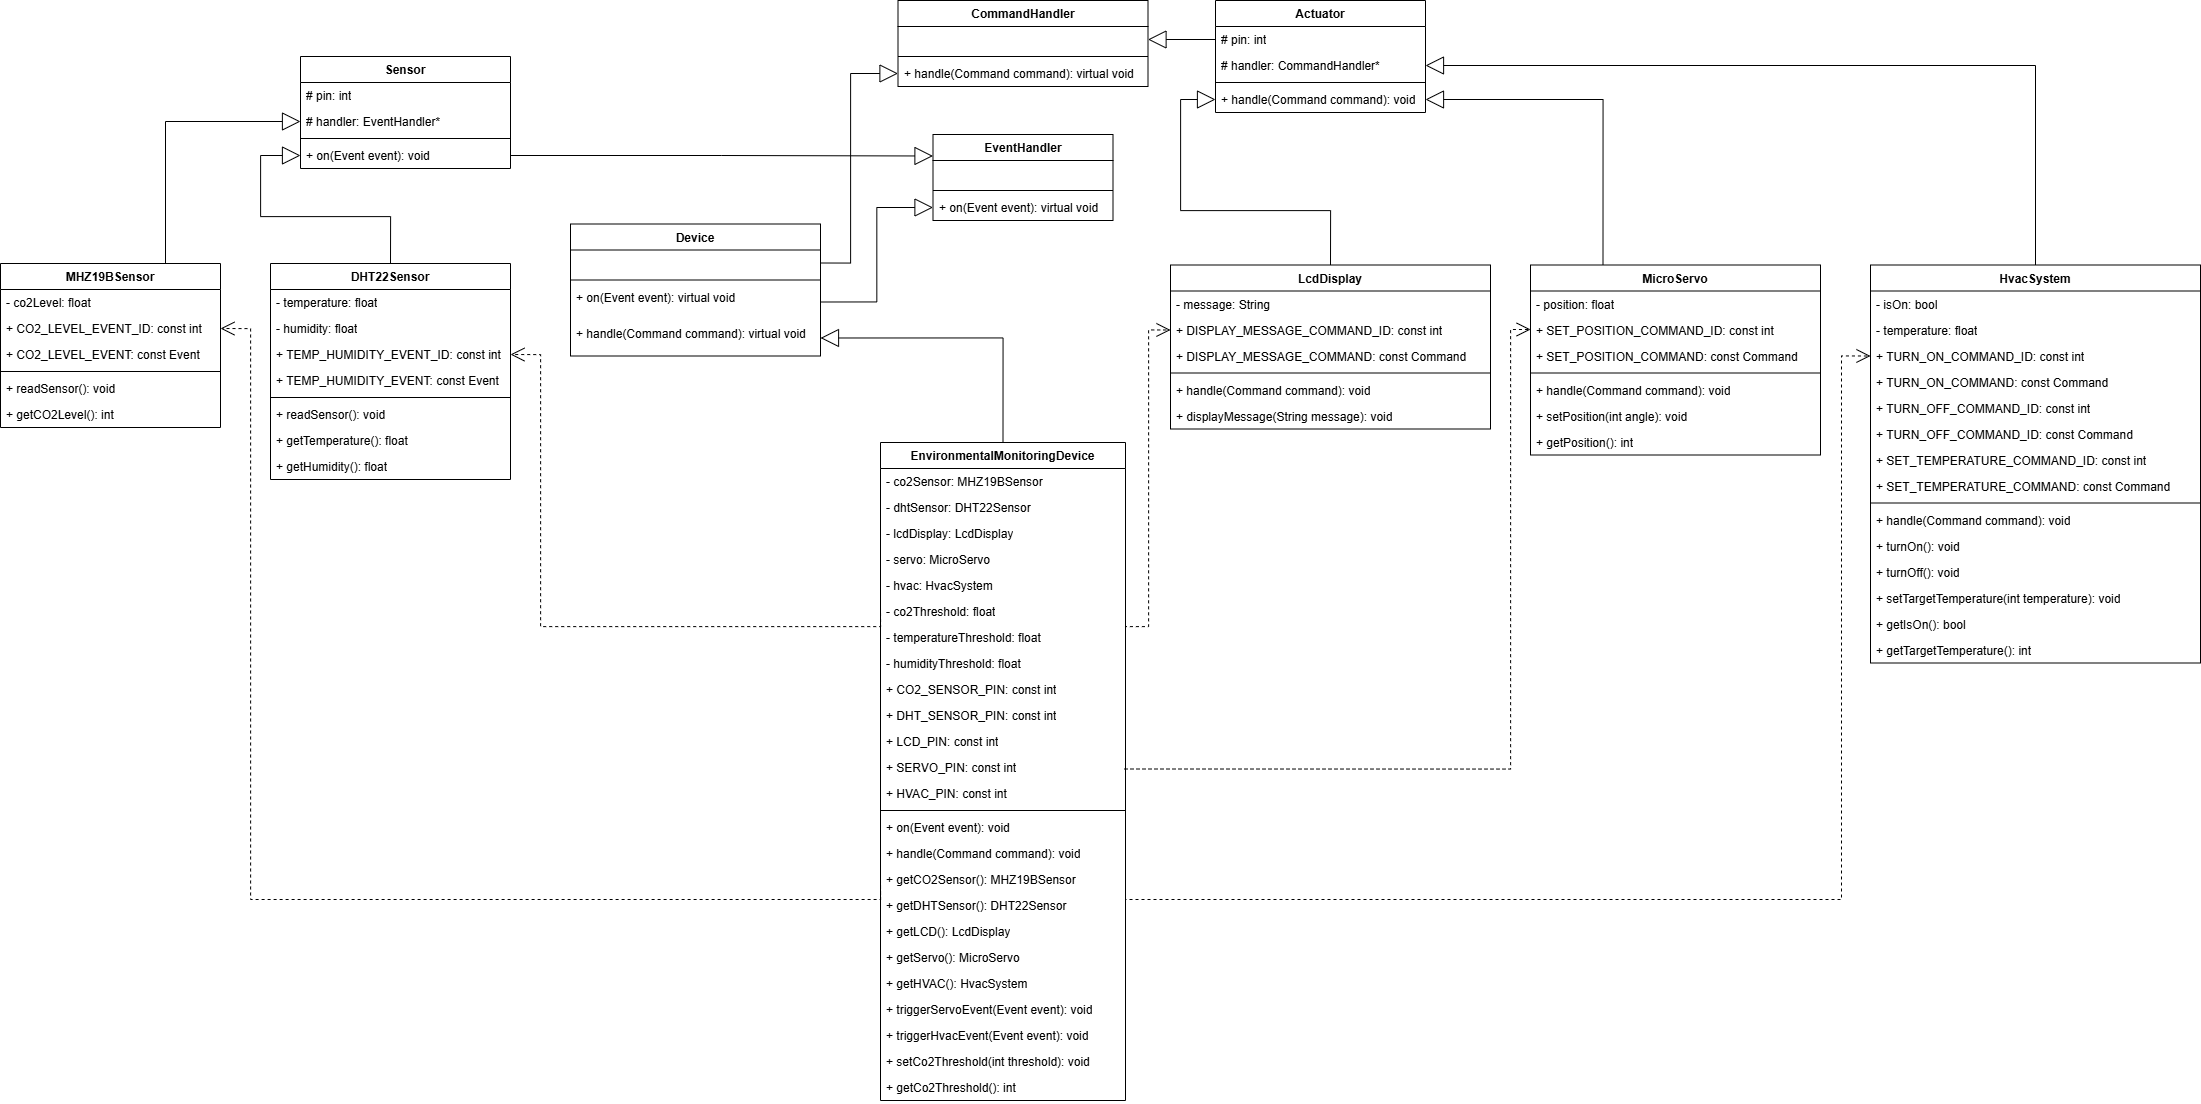 CommandHandler
+ handle(Command command): virtual void
Actuator
# pin: int
# handler: CommandHandler*
+ handle(Command command): void
Sensor
# pin: int
# handler: EventHandler*
+ on(Event event): void
EventHandler
+ on(Event event): virtual void
Device
+ on(Event event): virtual void
+ handle(Command command): virtual void
MHZ19BSensor
- co2Level: float
+ CO2_LEVEL_EVENT_ID: const int
+ CO2_LEVEL_EVENT: const Event
+ readSensor(): void
+ getCO2Level(): int
DHT22Sensor
- temperature: float
- humidity: float
+ TEMP_HUMIDITY_EVENT_ID: const int
+ TEMP_HUMIDITY_EVENT: const Event
+ readSensor(): void
+ getTemperature(): float
+ getHumidity(): float
LcdDisplay
- message: String
+ DISPLAY_MESSAGE_COMMAND_ID: const int
+ DISPLAY_MESSAGE_COMMAND: const Command
+ handle(Command command): void
+ displayMessage(String message): void
MicroServo
- position: float
+ SET_POSITION_COMMAND_ID: const int
+ SET_POSITION_COMMAND: const Command
+ handle(Command command): void
+ setPosition(int angle): void
+ getPosition(): int
HvacSystem
- isOn: bool
- temperature: float
+ TURN_ON_COMMAND_ID: const int
+ TURN_ON_COMMAND: const Command
+ TURN_OFF_COMMAND_ID: const int
+ TURN_OFF_COMMAND_ID: const Command
+ SET_TEMPERATURE_COMMAND_ID: const int
+ SET_TEMPERATURE_COMMAND: const Command
+ handle(Command command): void
+ turnOn(): void
+ turnOff(): void
+ setTargetTemperature(int temperature): void
+ getIsOn(): bool
+ getTargetTemperature(): int
EnvironmentalMonitoringDevice
- co2Sensor: MHZ19BSensor
- dhtSensor: DHT22Sensor
- lcdDisplay: LcdDisplay
- servo: MicroServo
- hvac: HvacSystem
- co2Threshold: float
- temperatureThreshold: float
- humidityThreshold: float
+ CO2_SENSOR_PIN: const int
+ DHT_SENSOR_PIN: const int
+ LCD_PIN: const int
+ SERVO_PIN: const int
+ HVAC_PIN: const int
+ on(Event event): void
+ handle(Command command): void
+ getCO2Sensor(): MHZ19BSensor
+ getDHTSensor(): DHT22Sensor
+ getLCD(): LcdDisplay
+ getServo(): MicroServo
+ getHVAC(): HvacSystem
+ triggerServoEvent(Event event): void
+ triggerHvacEvent(Event event): void
+ setCo2Threshold(int threshold): void
+ getCo2Threshold(): int